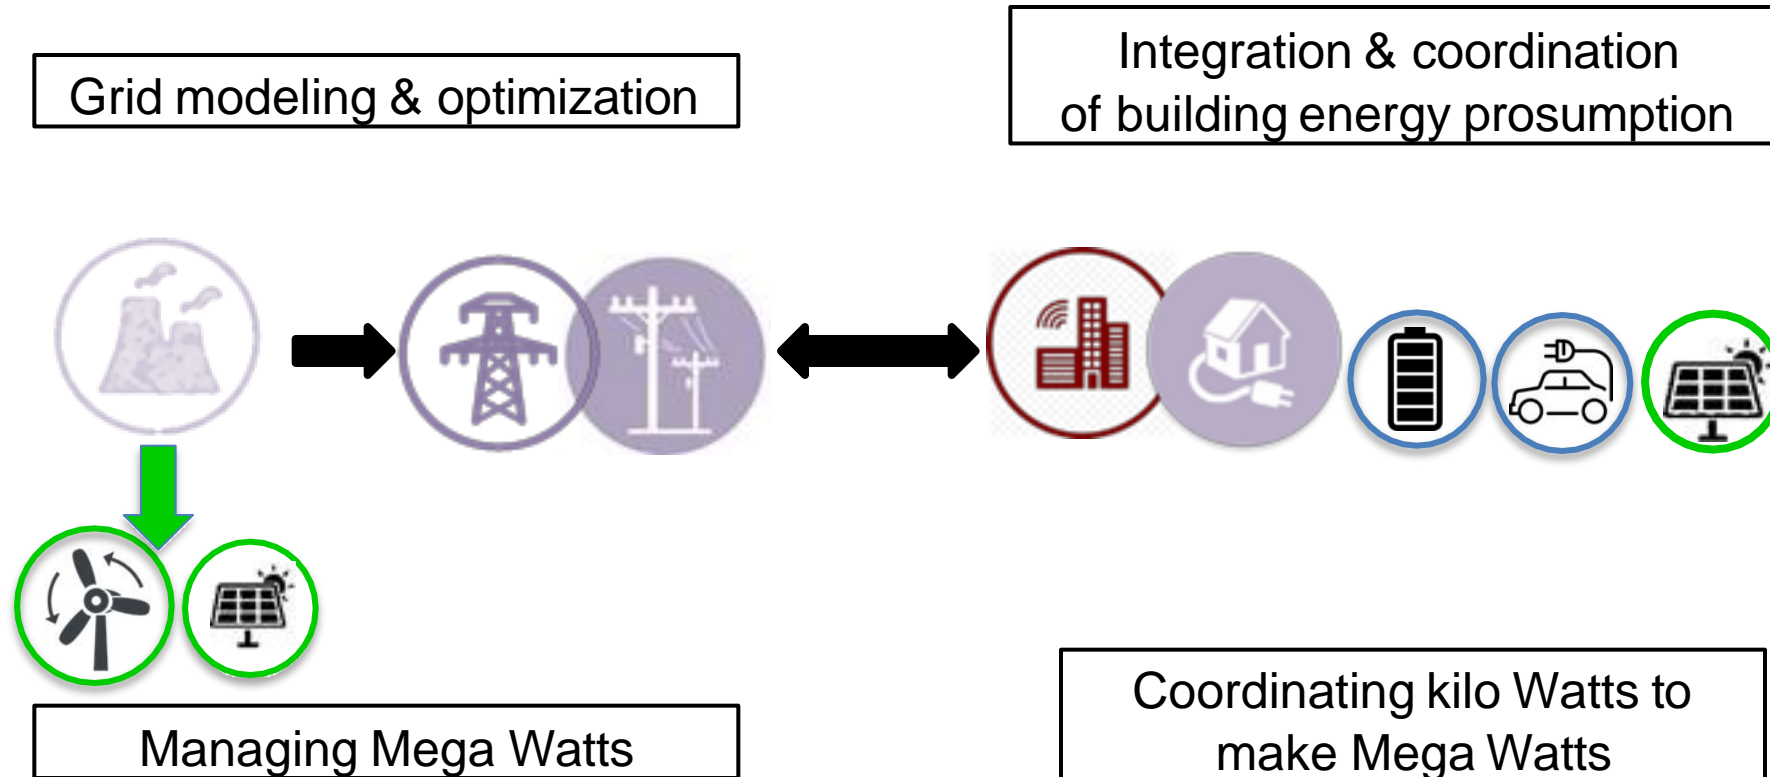 Grid modeling & optimization
Integration & coordination
of building energy prosumption
Managing Mega Watts
Coordinating kilo Watts to
make Mega Watts